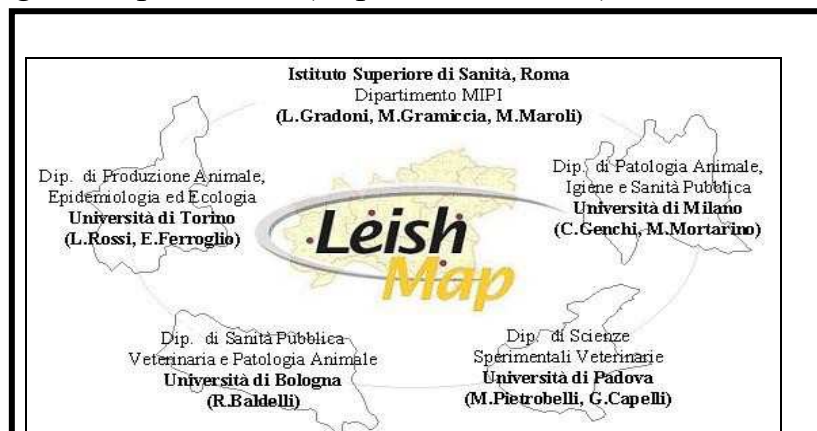 Istituto Superiore di Sanità, Roma
Dipartimento MIPI
(L.Gradoni, M.Gramiccia, M.Maroli)
Dip. di Produzione Animale,
Epidemiologia ed Ecologia
Università di Torino
(L.Rossi, E.Ferroglio)
Dip. di Patologia Animale,
Igiene e Sanità Pubblica
Università di Milano
(C.Genchi, M.Mortarino)
Leish
Map
Dip. di Sanità Pubblica
Veterinaria e Patologia Animale
Università di Bologna
(R.Baldelli)
Dip. di Scienze
Sperimentali Veterinarie
Università di Padova
(M.Pietrobelli, G.Capelli)